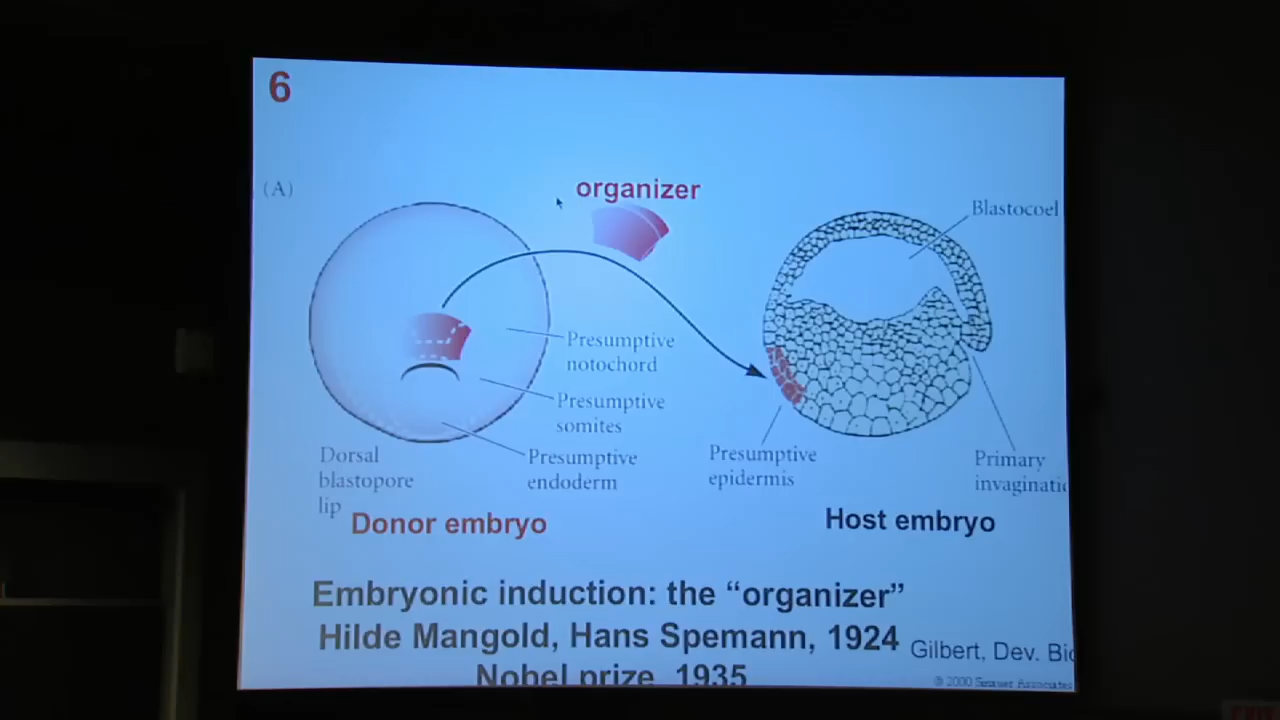 6
(A)
organizer
Blastocoel
Presumptive
notochord
Presumptive
somites
Presumptive
endoderm
Dorsal
blastopore
lip
Donor embryo
Presumptive
epidermis
Primary
invaginatio
Host embryo
Embryonic induction: the “organizer”
Hilde Mangold, Hans Spemann, 1924
Gilbert, Dev. Bio
Nobel prize 1935
© 2000 Sinauer Associates